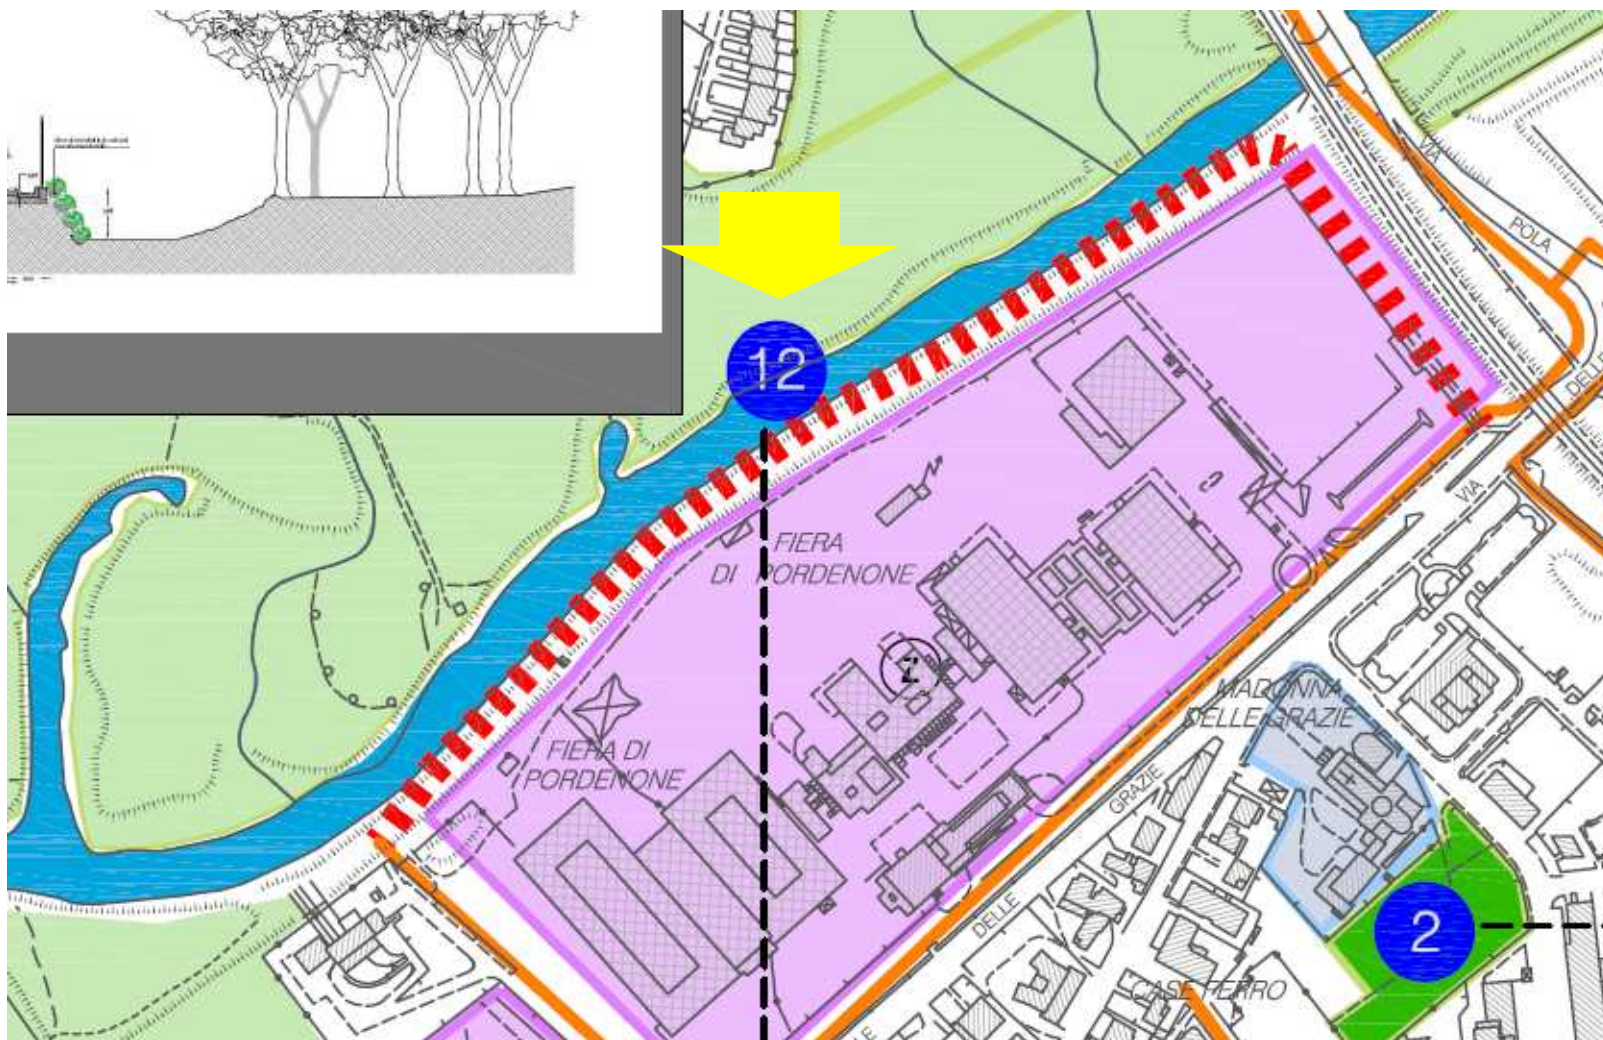 VIA
POLA
DELLE
12
VIA
FIERA
DI PORDENONE
Z
MADONNA
DELLE GRAZIE
FIERA DI
PORDENONE
GRAZIE
DELLE
2
CASE FERRO
LE